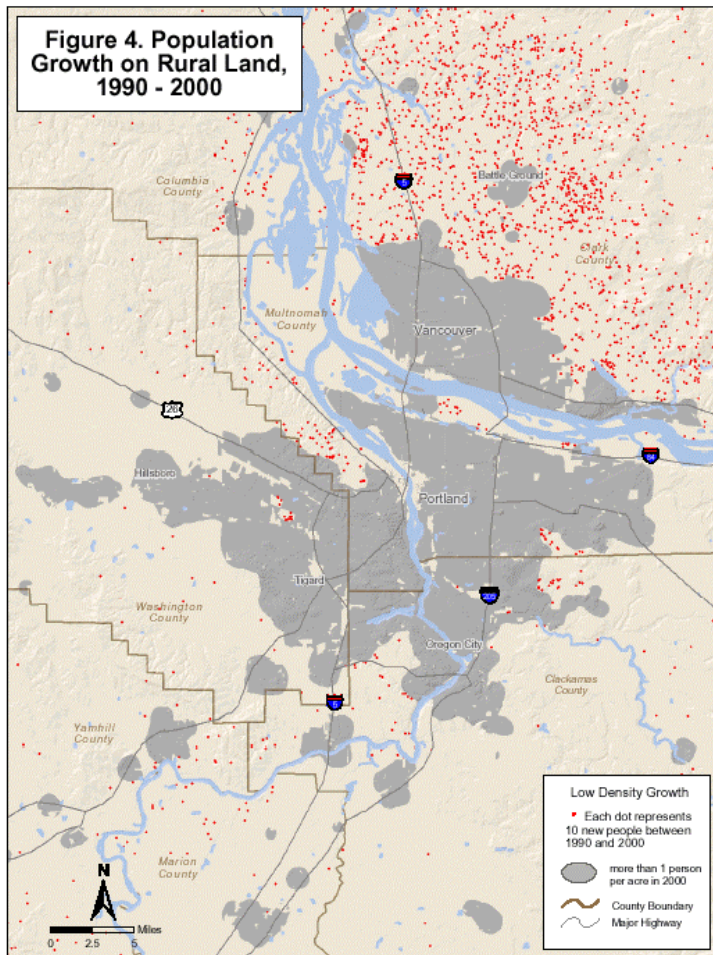 Figure 4. Population
Growth on Rural Land,
1990 - 2000
Columbia
County
5
Battle Ground
Clark
County
Multnomah
County
Vancouver
26
84
Hillsboro
Portland
Tigard
205
Washington
County
Oregon City
Clackamas
County
5
Yamhill
County
Marion
County
N
0 2.5 5 Miles
Low Density Growth
Each dot represents
10 new people between
1990 and 2000
more than 1 person
per acre in 2000
County Boundary
Major Highway